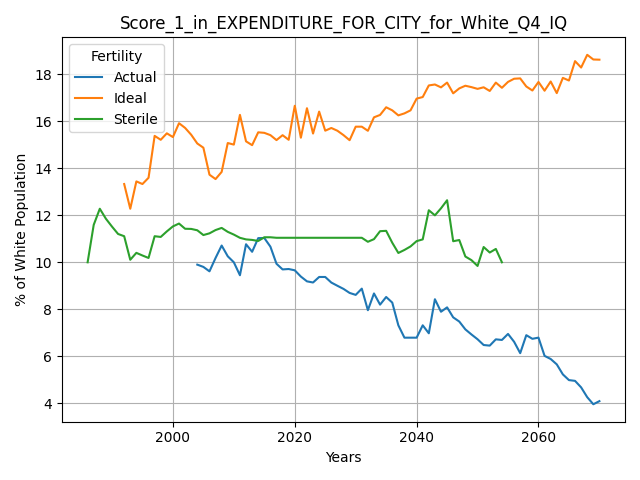 Score_1_in_EXPENDITURE_FOR_CITY_for_White_Q4_IQ
Fertility
Actual
Ideal
Sterile
% of White Population
18
16
14
12
10
8
6
4
2000 2020 2040 2060
Years